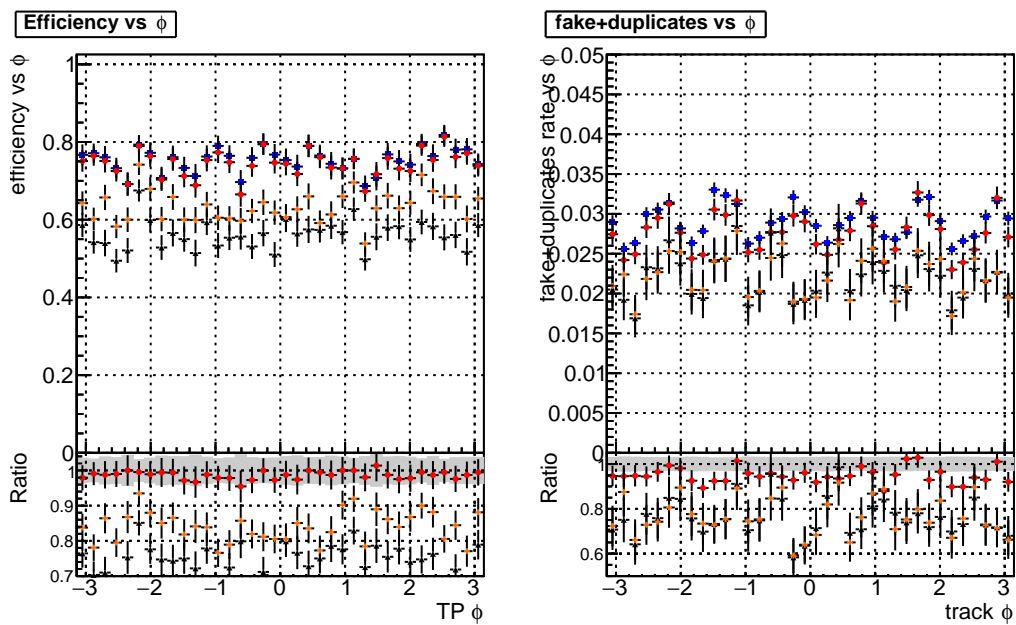 Efficiency vs ϕ
efficiency vs ϕ
1
0.8
0.6
0.4
0.2
0
Ratio
1
0.9
0.8
0.7
−3 −2 −1 0 1 2 3
TP ϕ
fake+duplicates vs ϕ
fake+duplicates rate vs ϕ
0.05
0.045
0.04
0.035
0.03
0.025
0.02
0.015
0.01
0.005
0
Ratio
1
0.8
0.6
−3 −2 −1 0 1 2 3
track ϕ